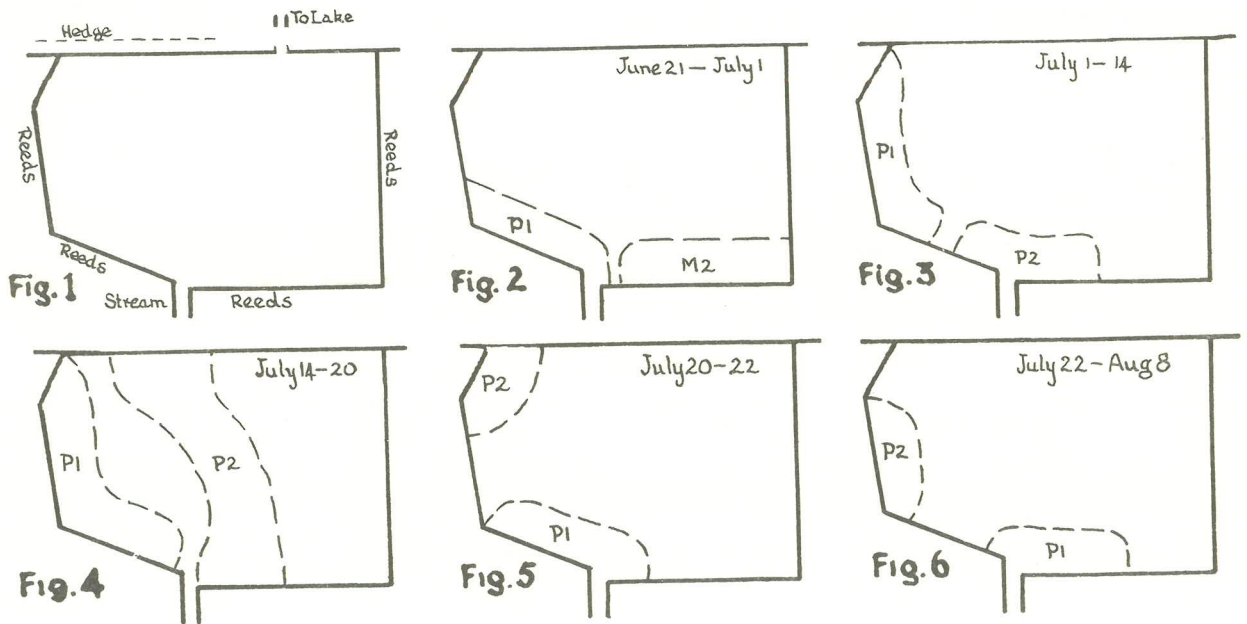 Hedge
To Lake
Reeds
Reeds
Reeds
Stream
Reeds
Fig. 1
June 21 - July 1
P1
M2
Fig. 2
July 1 - 14
P1
P2
Fig. 3
July 14 - 20
P1
P2
Fig. 4
July 20 - 22
P2
P1
Fig. 5
July 22 - Aug 8
P2
P1
Fig. 6